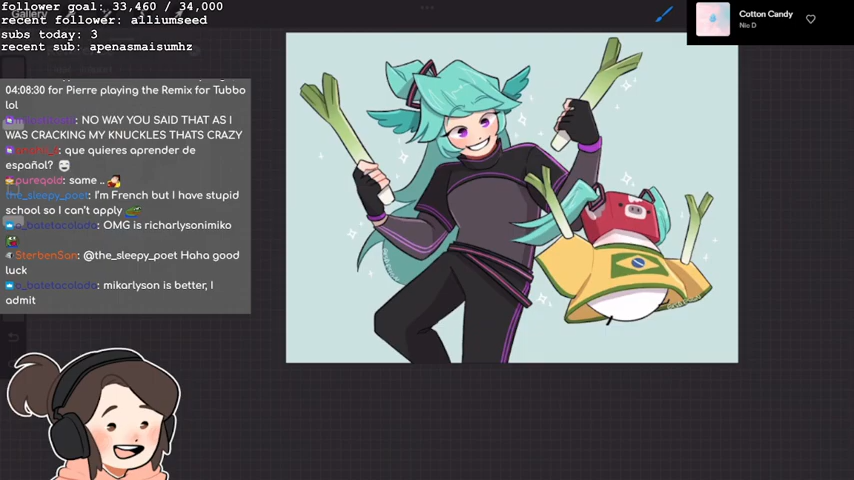 follower goal: 33,460 / 34,000
recent follower: alliumseed
subs today: 3
recent sub: apenasmaisumhz
Gallery
Cotton Candy
Nio D
04:08:30 for Pierre playing the Remix for Tubbo
lol
NO WAY YOU SAID THAT AS I
WAS CRACKING MY KNUCKLES THATS CRAZY
que quieres aprender de
español?
pureqold: same ..
the_sleepy_poet: I'm French but I have stupid
school so I can't apply
o_batatacolada: OMG is richarlysonimiko
SterbenSan: @the_sleepy_poet Haha good
luck
mikarlyson is better, I
admit